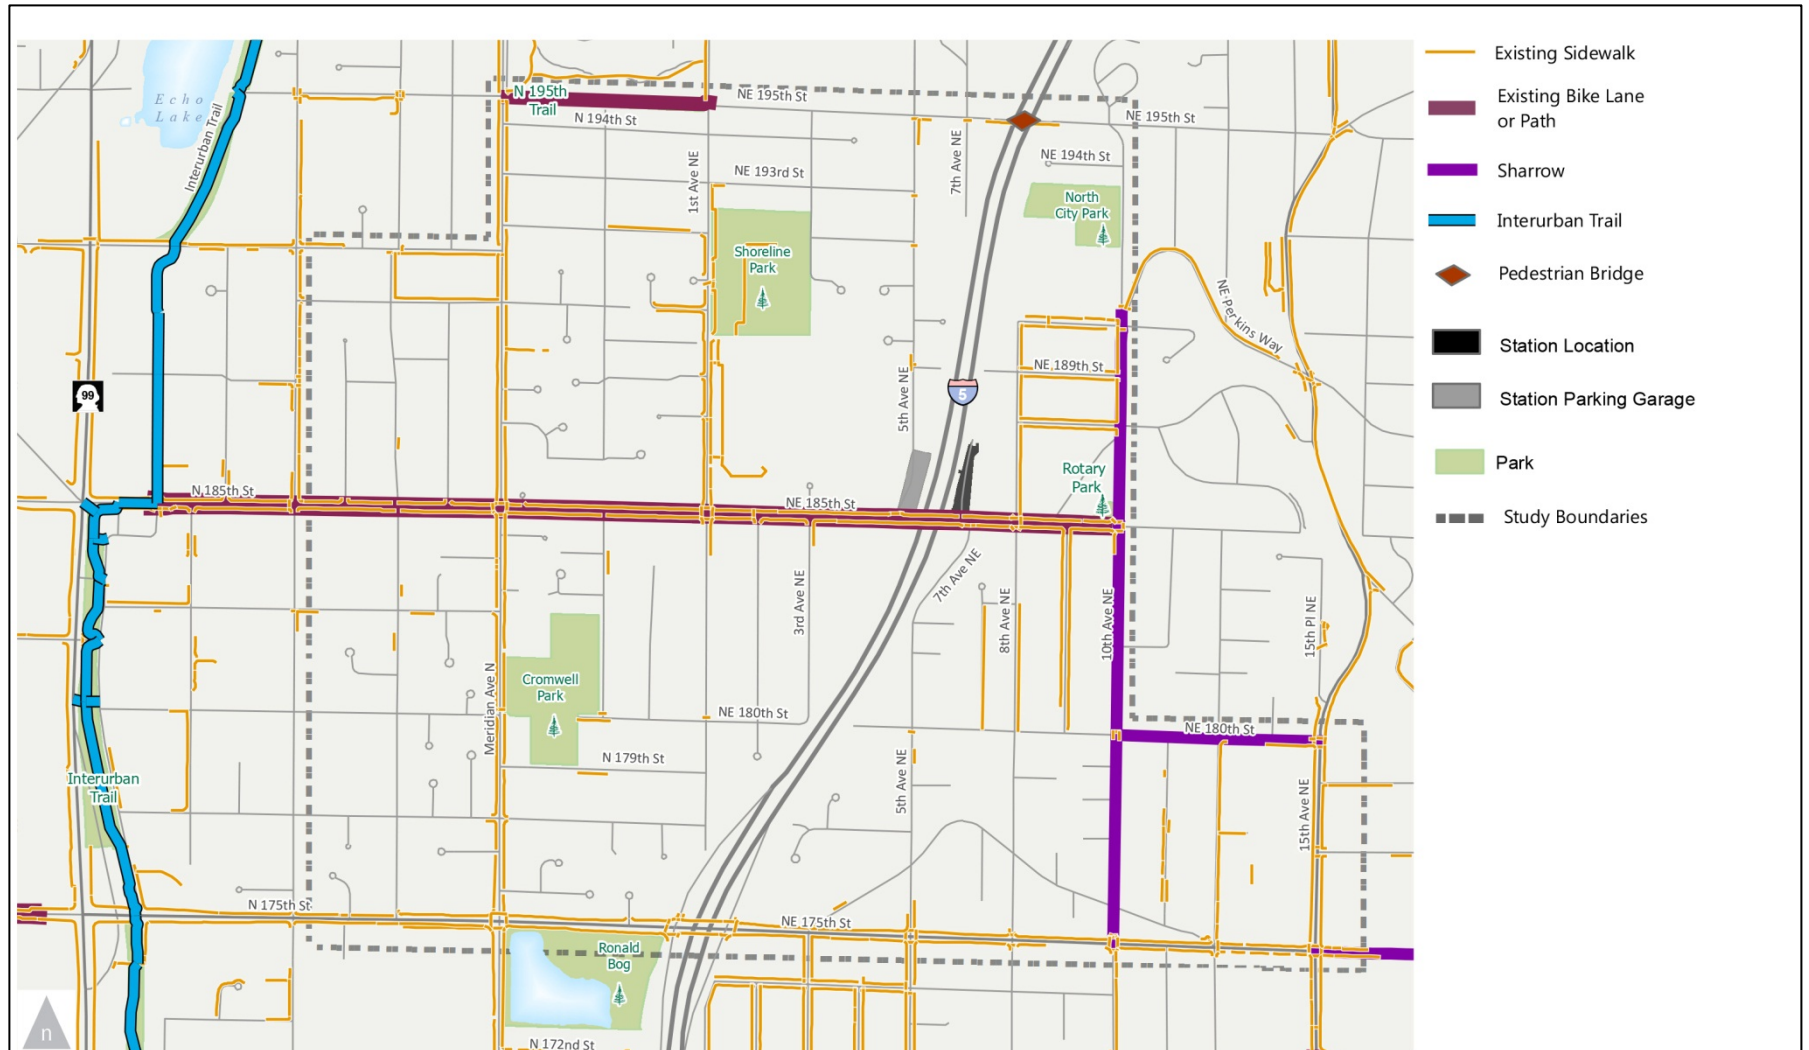 Echo
Lake
Interurban Trail
N 195th
Trail
NE 195th St
N 194th St
NE 195th St
7th Ave NE
NE 194th St
1st Ave NE
NE 193rd St
North
City Park
Shoreline
Park
NE Perkins Way
99
5
5th Ave NE
NE 189th St
Rotary
Park
N 185th St
NE 185th St
7th Ave NE
3rd Ave NE
8th Ave NE
10th Ave NE
15th Pl NE
Meridian Ave N
Cromwell
Park
NE 180th St
NE 180th St
N 179th St
5th Ave NE
15th Ave NE
Interurban
Trail
N 175th St
NE 175th St
Ronald
Bog
N 172nd St
n
Existing Sidewalk
Existing Bike Lane
or Path
Sharrow
Interurban Trail
Pedestrian Bridge
Station Location
Station Parking Garage
Park
Study Boundaries